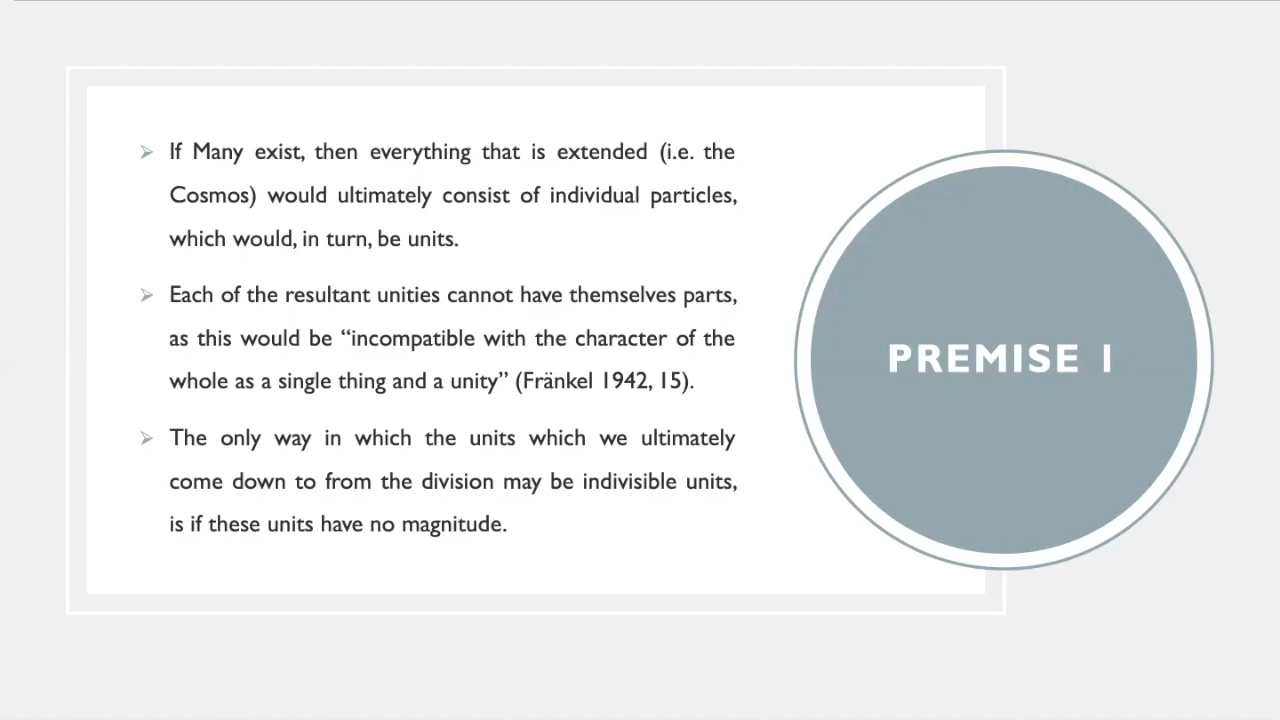 ➢ If Many exist, then everything that is extended (i.e. the
Cosmos) would ultimately consist of individual particles,
which would, in turn, be units.
➢ Each of the resultant unities cannot have themselves parts,
as this would be “incompatible with the character of the
whole as a single thing and a unity” (Fränkel 1942, 15).
➢ The only way in which the units which we ultimately
come down to from the division may be indivisible units,
is if these units have no magnitude.
PREMISE I